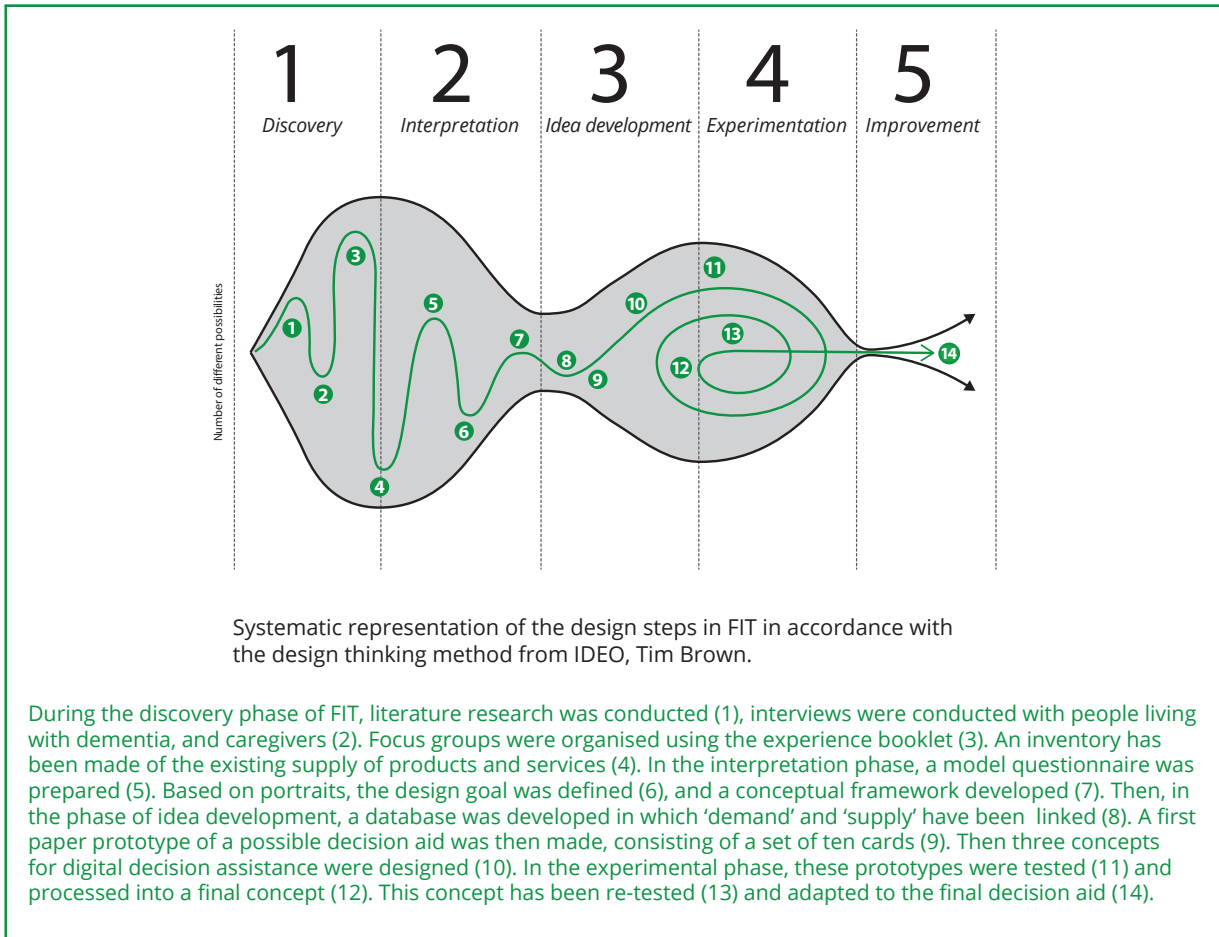 1 2 3 4 5
Discovery Interpretation Idea development Experimentation Improvement
Number of different possibilities
1
2
3
4
5
6
7
8
9
10
11
12
13
14
Systematic representation of the design steps in FIT in accordance with
the design thinking method from IDEO, Tim Brown.
During the discovery phase of FIT, literature research was conducted (1), interviews were conducted with people living
with dementia, and caregivers (2). Focus groups were organised using the experience booklet (3). An inventory has
been made of the existing supply of products and services (4). In the interpretation phase, a model questionnaire was
prepared (5). Based on portraits, the design goal was defined (6), and a conceptual framework developed (7). Then, in
the phase of idea development, a database was developed in which ‘demand’ and ‘supply’ have been linked (8). A first
paper prototype of a possible decision aid was then made, consisting of a set of ten cards (9). Then three concepts
for digital decision assistance were designed (10). In the experimental phase, these prototypes were tested (11) and
processed into a final concept (12). This concept has been re-tested (13) and adapted to the final decision aid (14).